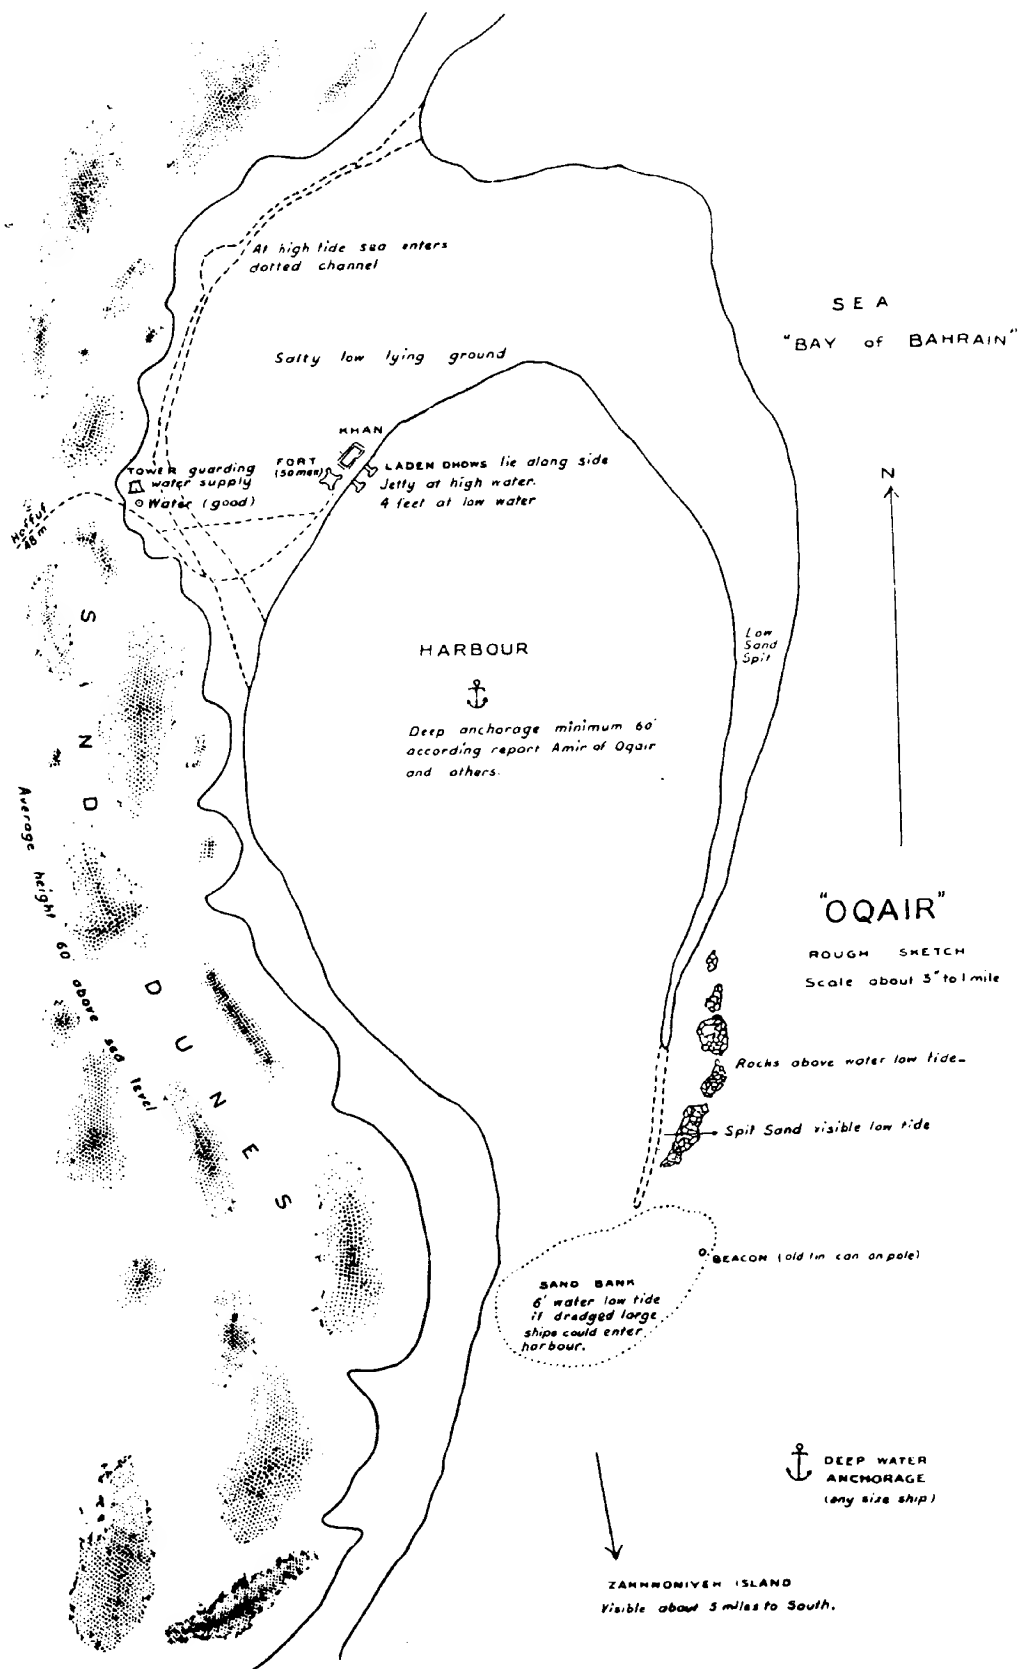 At high tide sea enters
dotted channel
SEA
"BAY of BAHRAIN"
Salty low lying ground
KHAN
TOWER guarding
water supply
Water (good)
FORT
(50 men)
LADEN DHOWS lie along side
Jetty at high water.
4 feet at low water
Hoffuf
48 m
N
HARBOUR
Deep anchorage minimum 60'
according report Amir of Oqair
and others.
Low
Sand
Spit
SIND DUNES
Average height 60 above sea level
"OQAIR"
ROUGH SKETCH
Scale about 3" to 1 mile
Rocks above water low tide
Spit Sand visible low tide
BEACON (old tin can on pole)
SAND BANK
6' water low tide
if dredged large
ships could enter
harbour.
DEEP WATER
ANCHORAGE
(any size ship)
ZAKHNONIYEH ISLAND
Visible about 5 miles to South.